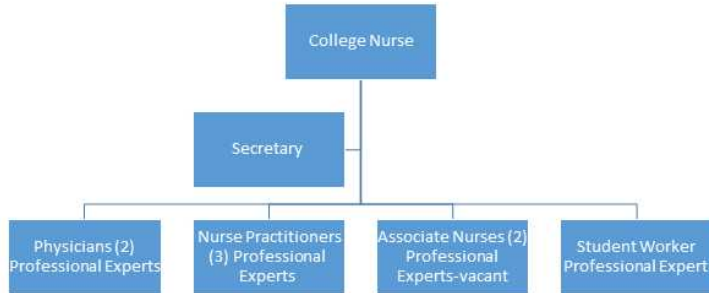 College Nurse
Secretary
Physicians (2)
Professional Experts
Nurse Practitioners
(3) Professional
Experts
Associate Nurses (2)
Professional
Experts-vacant
Student Worker
Professional Expert